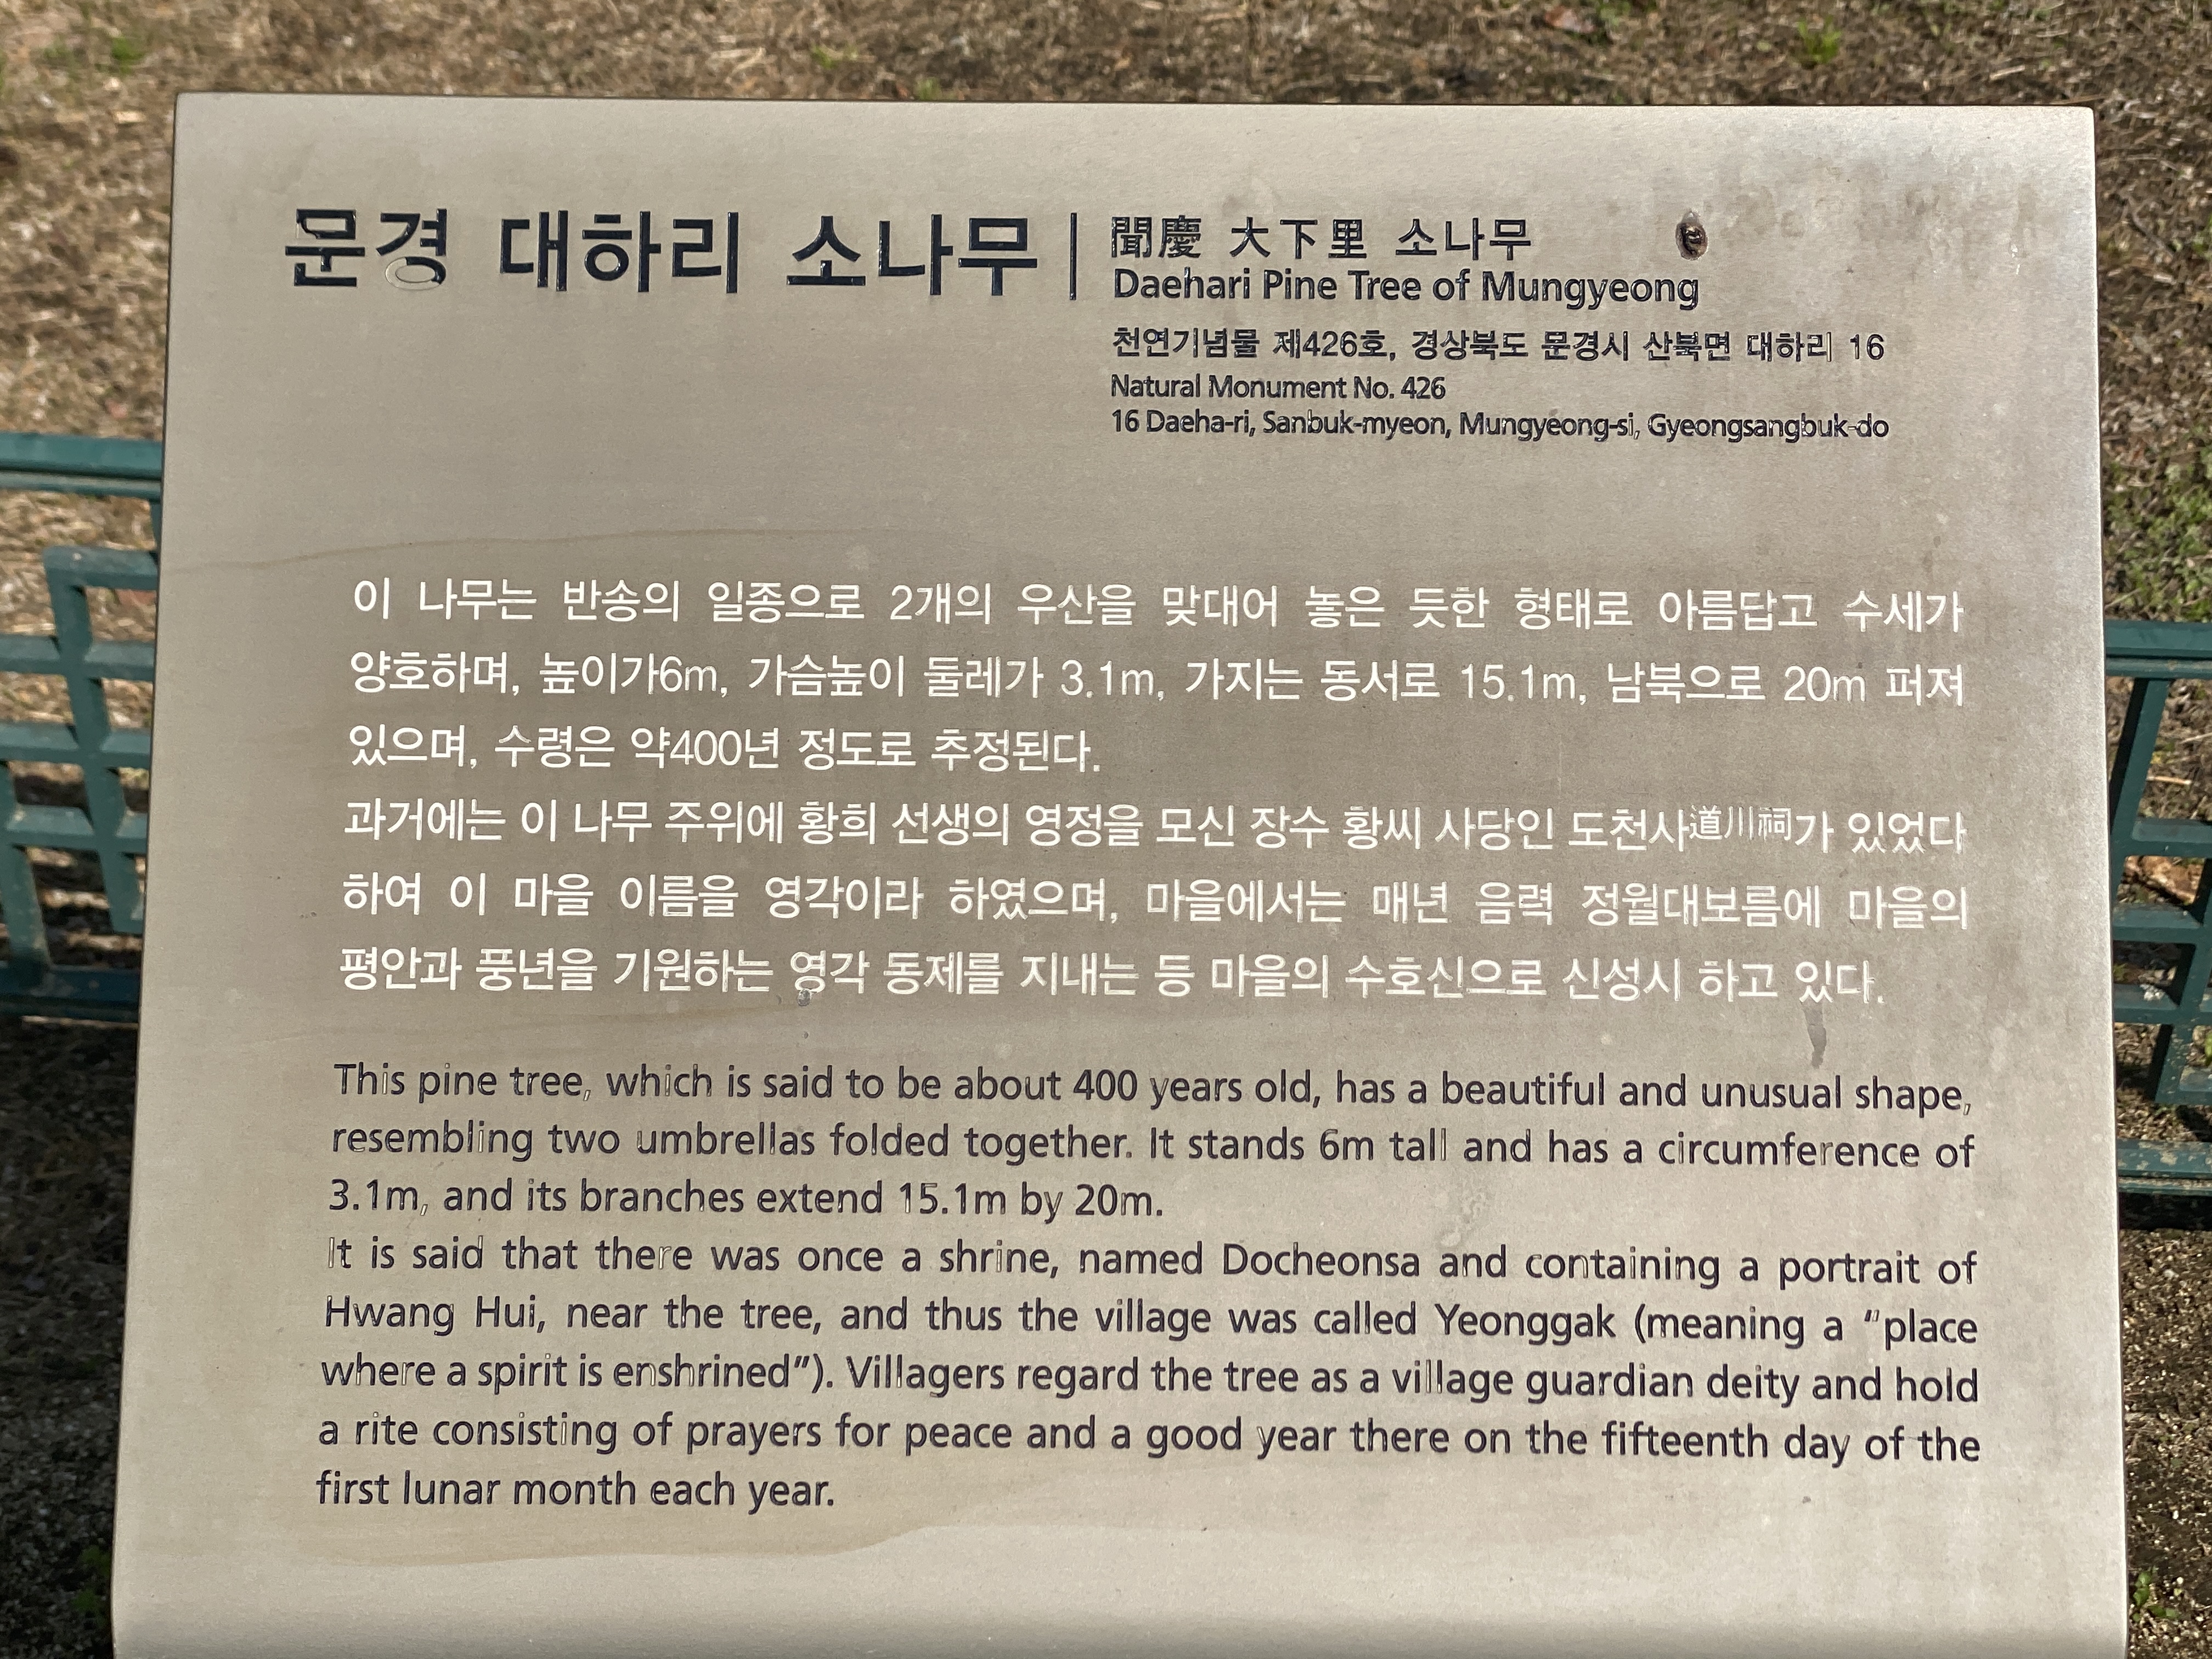 문경 대하리 소나무
聞慶 大下里 소나무
Daehari Pine Tree of Mungyeong
천연기념물 제426호, 경상북도 문경시 산북면 대하리 16
Natural Monument No. 426
16 Daeha-ri, Sanbuk-myeon, Mungyeong-si, Gyeongsangbuk-do
이 나무는 반송의 일종으로 2개의 우산을 맞대어 놓은 듯한 형태로 아름답고 수세가
양호하며, 높이가6m, 가슴높이 둘레가 3.1m, 가지는 동서로 15.1m, 남북으로 20m 퍼져
있으며, 수령은 약400년 정도로 추정된다.
과거에는 이 나무 주위에 황희 선생의 영정을 모신 장수 황씨 사당인 도천사道川祠가 있었다
하여 이 마을 이름을 영각이라 하였으며, 마을에서는 매년 음력 정월대보름에 마을의
평안과 풍년을 기원하는 영각 동제를 지내는 등 마을의 수호신으로 신성시 하고 있다.
This pine tree, which is said to be about 400 years old, has a beautiful and unusual shape,
resembling two umbrellas folded together. It stands 6m tall and has a circumference of
3.1m, and its branches extend 15.1m by 20m.
It is said that there was once a shrine, named Docheonsa and containing a portrait of
Hwang Hui, near the tree, and thus the village was called Yeonggak (meaning a “place
where a spirit is enshrined”). Villagers regard the tree as a village guardian deity and hold
a rite consisting of prayers for peace and a good year there on the fifteenth day of the
first lunar month each year.